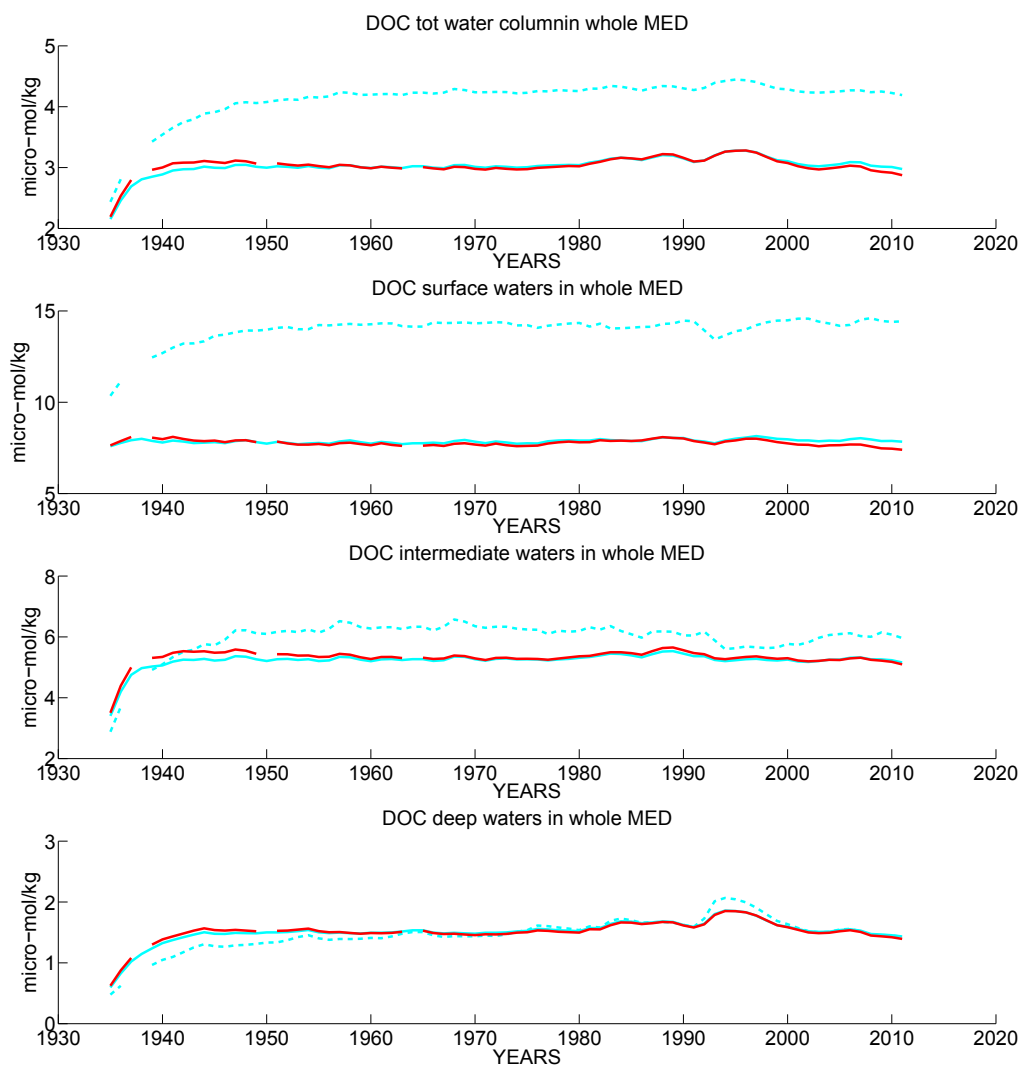 DOC tot water columnin whole MED
5
4
3
2
micro−mol/kg
1930 1940 1950 1960 1970 1980 1990 2000 2010 2020
YEARS
DOC surface waters in whole MED
15
10
5
micro−mol/kg
1930 1940 1950 1960 1970 1980 1990 2000 2010 2020
YEARS
DOC intermediate waters in whole MED
8
6
4
2
micro−mol/kg
1930 1940 1950 1960 1970 1980 1990 2000 2010 2020
YEARS
DOC deep waters in whole MED
3
2
1
0
micro−mol/kg
1930 1940 1950 1960 1970 1980 1990 2000 2010 2020
YEARS